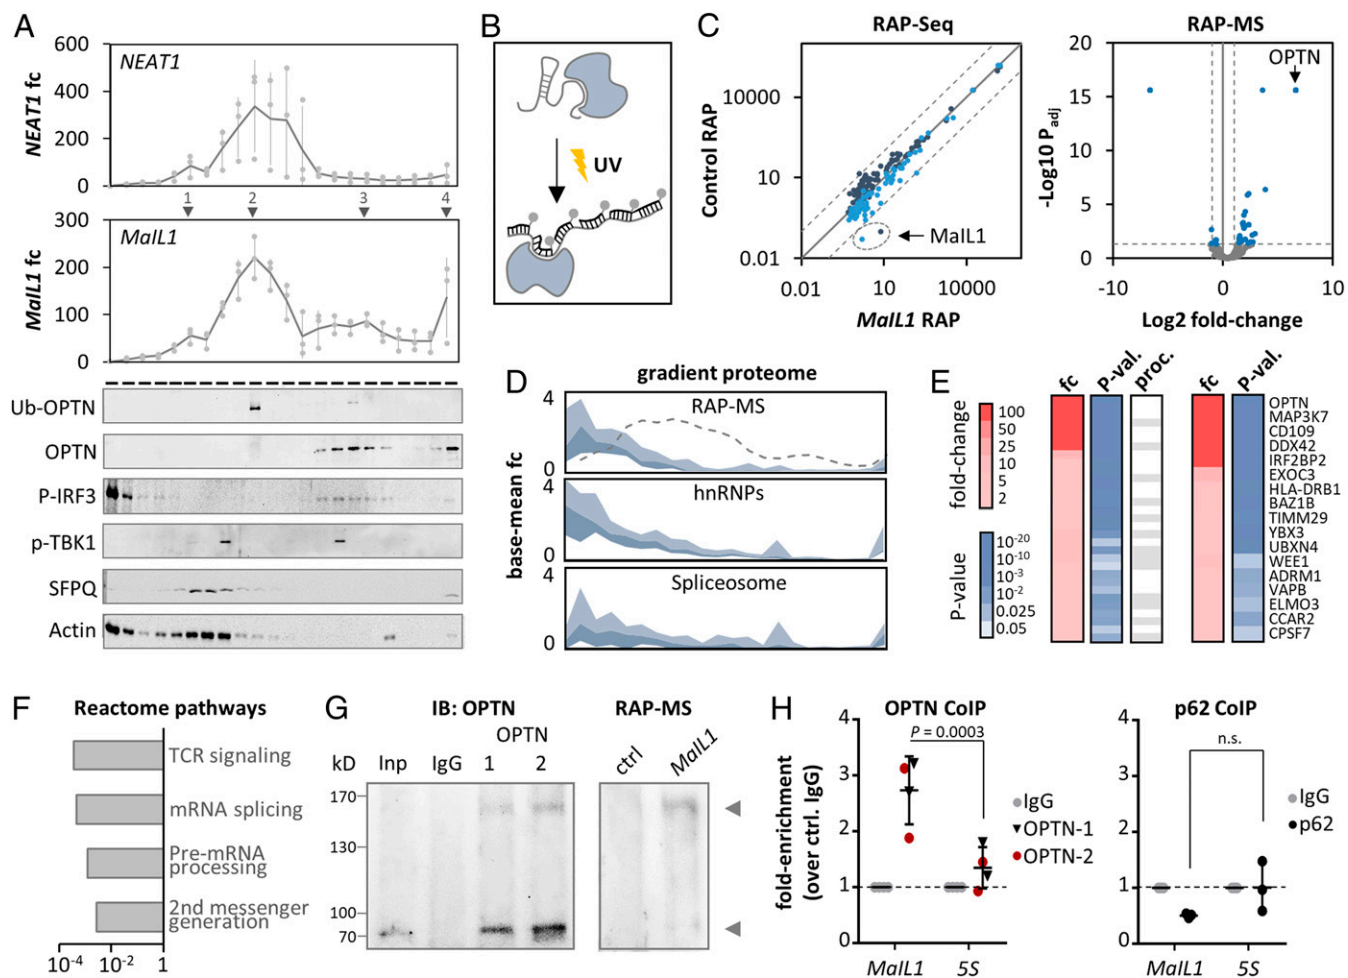 A
NEAT1 fc
600
400
200
0
NEAT1
1
2
3
4
MaIL1 fc
300
200
100
0
MaIL1
Ub-OPTN
OPTN
P-IRF3
p-TBK1
SFPQ
Actin
B
UV
C
RAP-Seq
Control RAP
10000
10
0.01
MaIL1
0.01
10
10000
MaIL1 RAP
RAP-MS
-Log10 Padj
20
15
10
5
0
OPTN
-10
0
10
Log2 fold-change
D
gradient proteome
base-mean fc
4
RAP-MS
0
4
hnRNPs
0
4
Spliceosome
0
E
fold-change
100
50
25
10
5
2
P-value
10-20
10-10
10-3
10-2
0.025
0.05
fc
P-val.
proc.
fc
P-val.
OPTN
MAP3K7
CD109
DDX42
IRF2BP2
EXOC3
HLA-DRB1
BAZ1B
TIMM29
YBX3
UBXN4
WEE1
ADRM1
VAPB
ELMO3
CCAR2
CPSF7
F
Reactome pathways
TCR signaling
mRNA splicing
Pre-mRNA
processing
2nd messenger
generation
10-4
10-2
1
G
IB: OPTN
OPTN
kD
Inp
IgG
1
2
170
130
100
70
RAP-MS
ctrl
MaIL1
H
OPTN CoIP
fold-enrichment
(over ctrl. IgG)
4
3
2
1
0
P = 0.0003
IgG
OPTN-1
OPTN-2
MaIL1
5S
p62 CoIP
4
3
2
1
0
n.s.
IgG
p62
MaIL1
5S